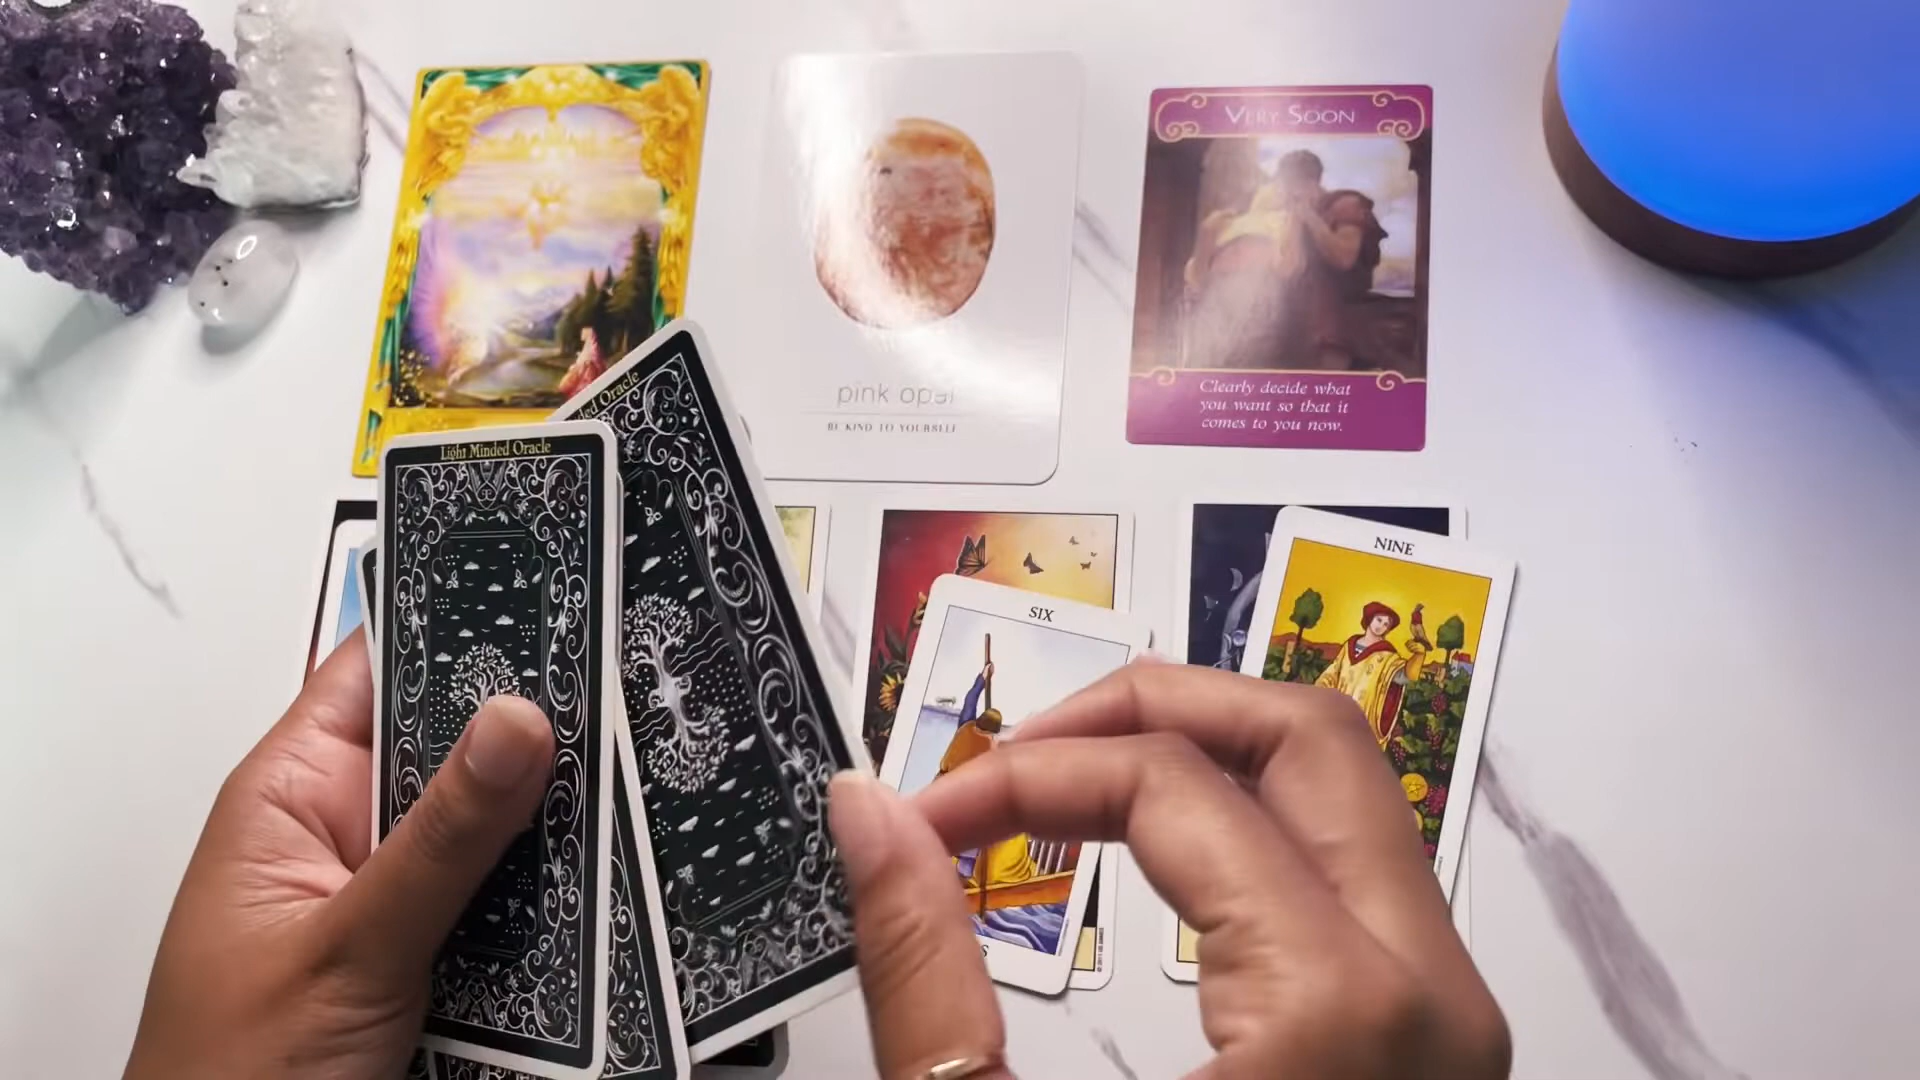 VERY SOON
Clearly decide what
you want so that it
comes to you now.
pink opal
BE KIND TO YOURSELF
Light Minded Oracle
ded Oracle
NINE
SIX
S